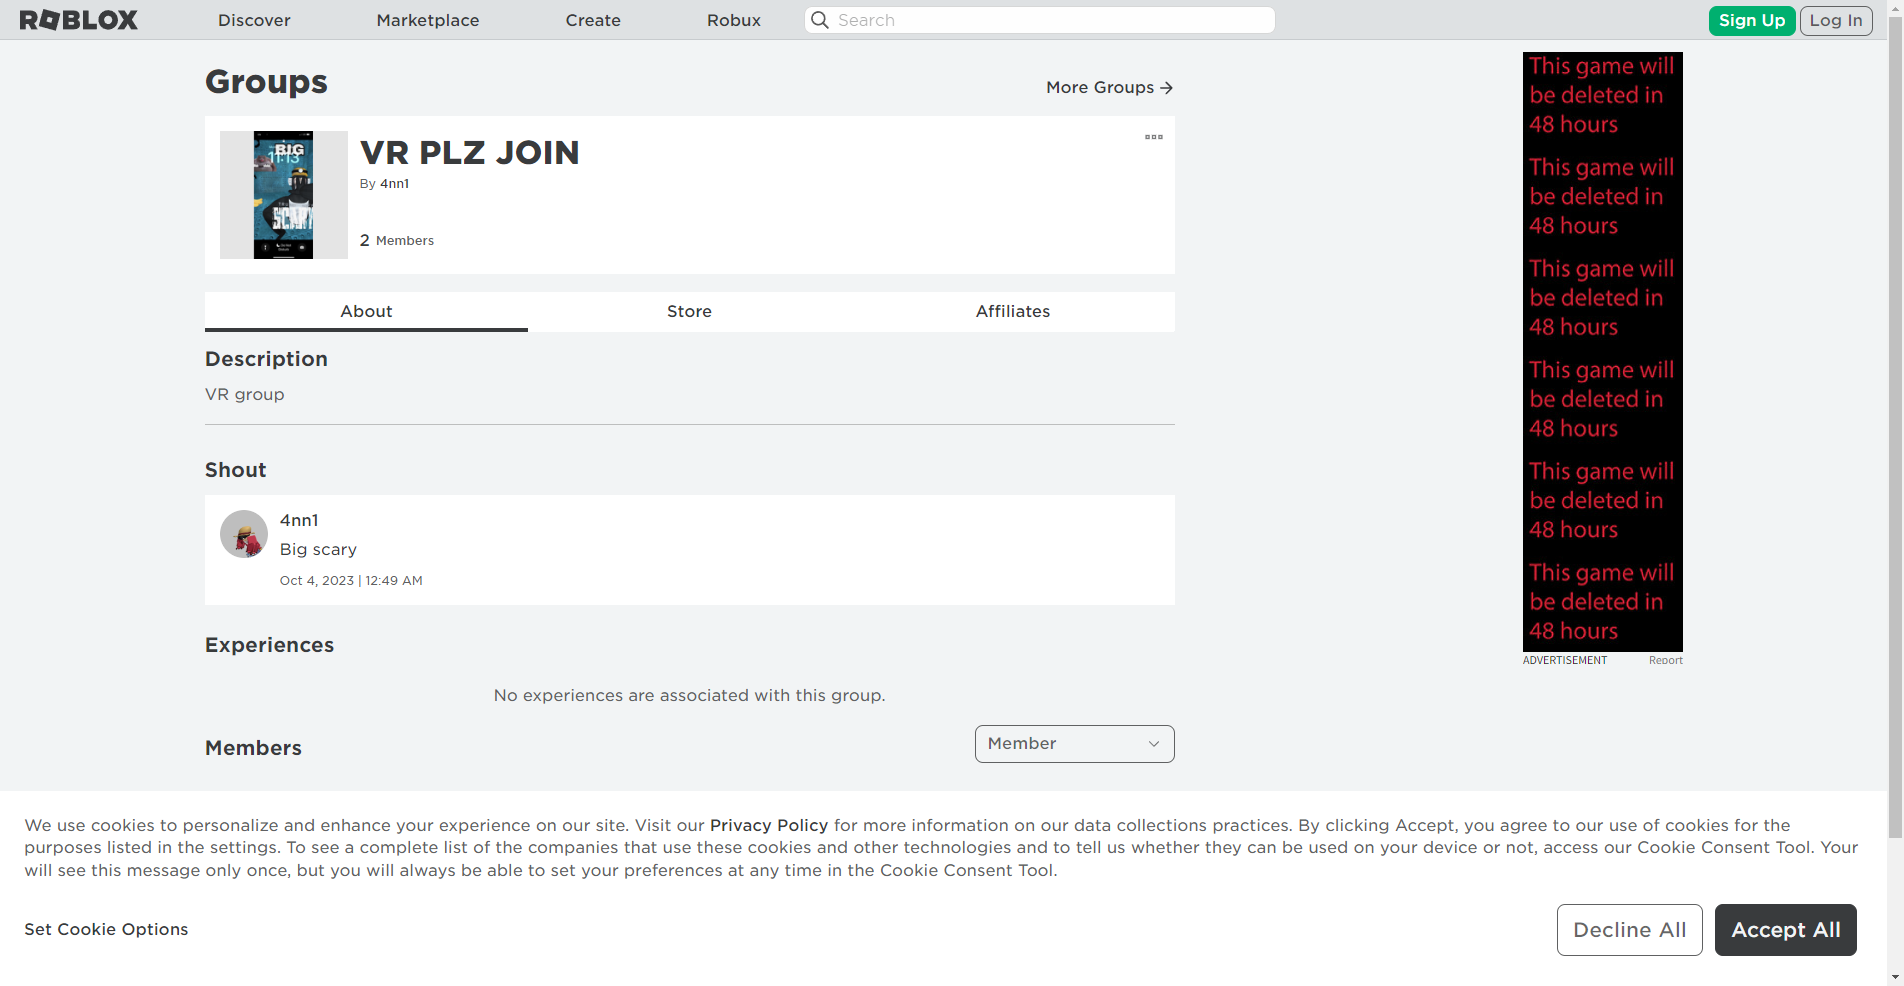 ROBLOX
Discover
Marketplace
Create
Robux
Search
Sign Up
Log In
Groups
More Groups →
BIG
11:13
SCARY
VR PLZ JOIN
By 4nn1
2 Members
About
Store
Affiliates
Description
VR group
Shout
4nn1
Big scary
Oct 4, 2023 | 12:49 AM
Experiences
No experiences are associated with this group.
Members
Member
This game will
be deleted in
48 hours
This game will
be deleted in
48 hours
This game will
be deleted in
48 hours
This game will
be deleted in
48 hours
This game will
be deleted in
48 hours
This game will
be deleted in
48 hours
ADVERTISEMENT
Report
We use cookies to personalize and enhance your experience on our site. Visit our Privacy Policy for more information on our data collections practices. By clicking Accept, you agree to our use of cookies for the
purposes listed in the settings. To see a complete list of the companies that use these cookies and other technologies and to tell us whether they can be used on your device or not, access our Cookie Consent Tool. Your
will see this message only once, but you will always be able to set your preferences at any time in the Cookie Consent Tool.
Set Cookie Options
Decline All
Accept All